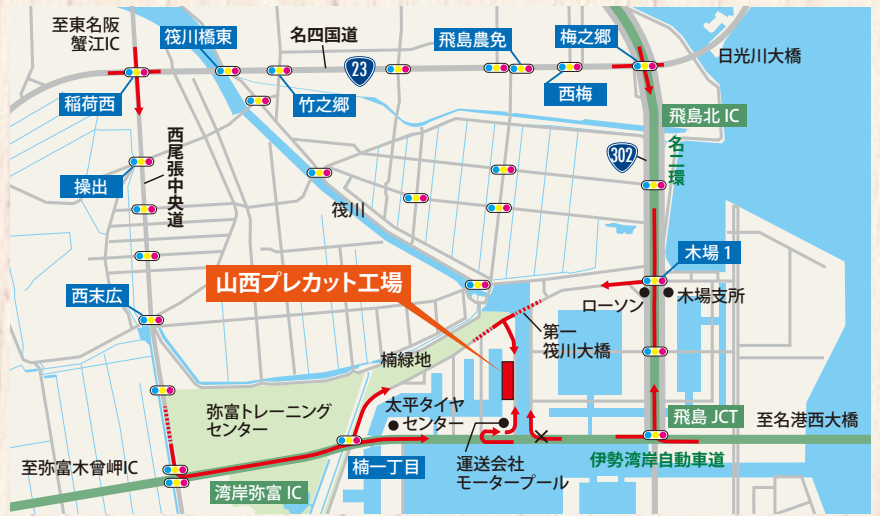 至東名阪
蟹江IC
筏川橋東
名四国道
飛島農免
梅之郷
日光川大橋
23
稲荷西
竹之郷
西梅
飛島北 IC
302
名二環
西尾張中央道
操出
筏川
木場 1
山西プレカット工場
西末広
ローソン
木場支所
第一
筏川大橋
楠緑地
弥富トレーニング
センター
太平タイヤ
センター
飛島 JCT
至名港西大橋
至弥富木曽岬IC
楠一丁目
運送会社
モータープール
伊勢湾岸自動車道
湾岸弥富 IC